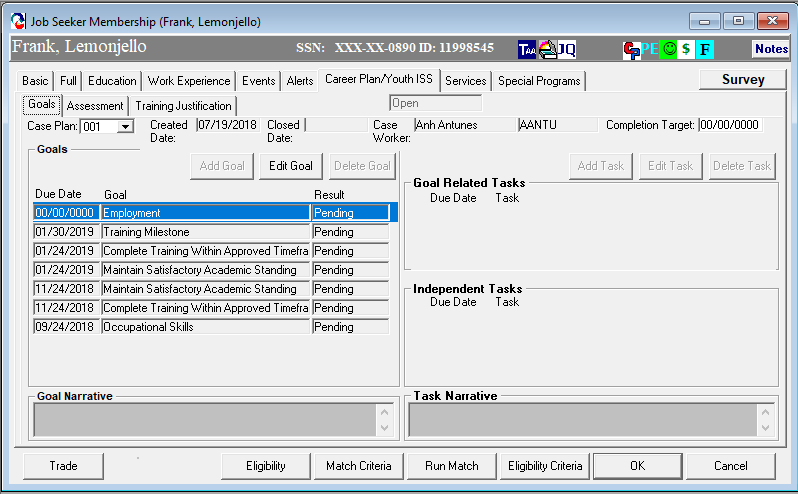 Job Seeker Membership (Frank, Lemonjello)
Frank, Lemonjello SSN: XXX-XX-0890 ID: 11998545 TAA JQ CP PE $ F Notes
Basic Full Education Work Experience Events Alerts Career Plan/Youth ISS Services Special Programs Survey
Goals Assessment Training Justification Open
Case Plan: 001 Created Date: 07/19/2018 Closed Date: Case Worker: Anh Antunes AANTU Completion Target: 00/00/0000
Goals Add Goal Edit Goal Delete Goal Add Task Edit Task Delete Task
Due Date Goal Result
00/00/0000 Employment Pending
01/30/2019 Training Milestone Pending
01/24/2019 Complete Training Within Approved Timefra Pending
01/24/2019 Maintain Satisfactory Academic Standing Pending
11/24/2018 Maintain Satisfactory Academic Standing Pending
11/24/2018 Complete Training Within Approved Timefra Pending
09/24/2018 Occupational Skills Pending
Goal Related Tasks
Due Date Task
Independent Tasks
Due Date Task
Goal Narrative Task Narrative
Trade Eligibility Match Criteria Run Match Eligibility Criteria OK Cancel